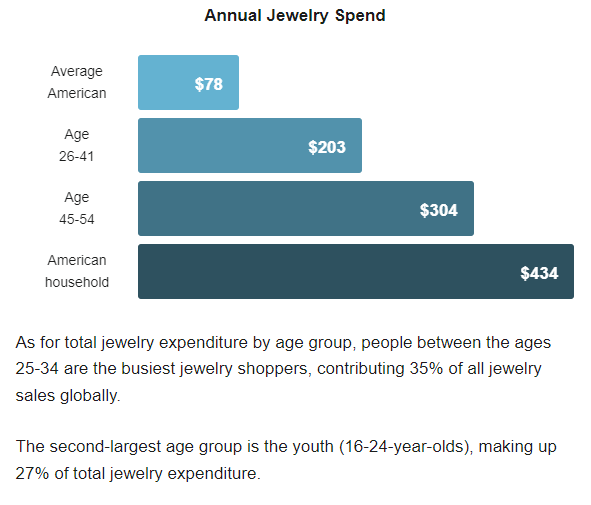 Annual Jewelry Spend
Average
American
$78
Age
26-41
$203
Age
45-54
$304
American
household
$434
As for total jewelry expenditure by age group, people between the ages
25-34 are the busiest jewelry shoppers, contributing 35% of all jewelry
sales globally.
The second-largest age group is the youth (16-24-year-olds), making up
27% of total jewelry expenditure.